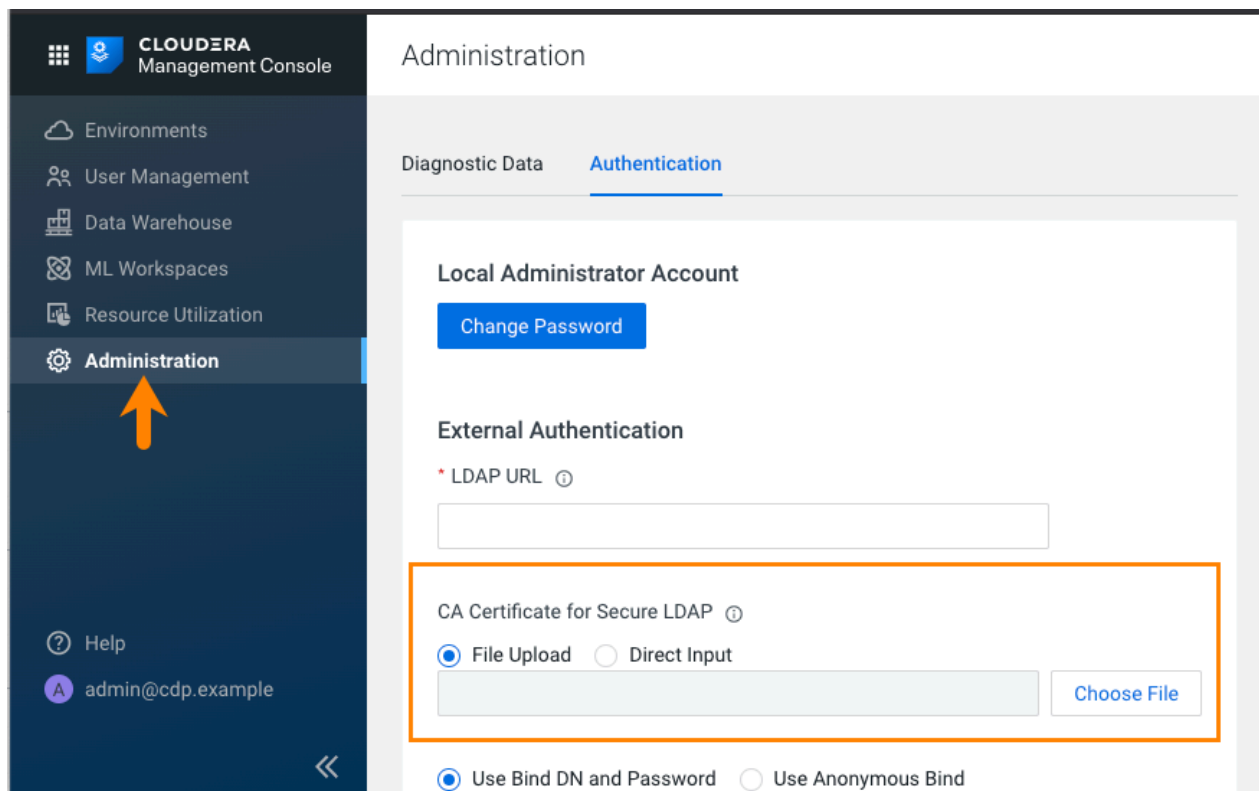 CLOUDERA
Management Console
Administration
Environments
User Management
Data Warehouse
ML Workspaces
Resource Utilization
Administration
Help
A
admin@cdp.example
Diagnostic Data
Authentication
Local Administrator Account
Change Password
External Authentication
* LDAP URL
CA Certificate for Secure LDAP
File Upload Direct Input
Choose File
Use Bind DN and Password Use Anonymous Bind